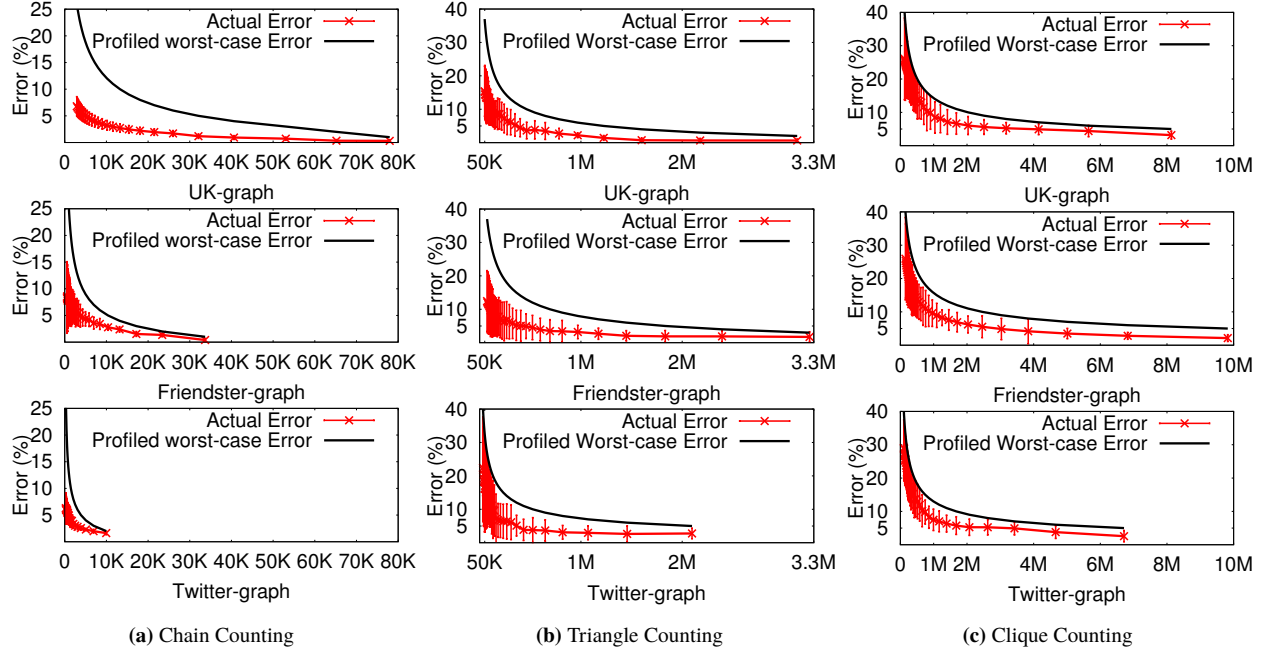 Error (%)
25
20
15
10
5
Actual Error
Profiled worst-case Error
0 10K 20K 30K 40K 50K 60K 70K 80K
UK-graph
Error (%)
25
20
15
10
5
Actual Error
Profiled worst-case Error
0 10K 20K 30K 40K 50K 60K 70K 80K
Friendster-graph
Error (%)
25
20
15
10
5
Actual Error
Profiled worst-case Error
0 10K 20K 30K 40K 50K 60K 70K 80K
Twitter-graph
(a) Chain Counting
Error (%)
40
30
20
10
5
Actual Error
Profiled worst-case Error
50K 1M 2M 3.3M
UK-graph
Error (%)
40
30
20
10
5
Actual Error
Profiled Worst-case Error
50K 1M 2M 3.3M
Friendster-graph
Error (%)
40
30
20
10
5
Actual Error
Profiled Worst-case Error
50K 1M 2M 3.3M
Twitter-graph
(b) Triangle Counting
Error (%)
40
30
20
10
5
Actual Error
Profiled Worst-case Error
0 1M 2M 4M 6M 8M 10M
UK-graph
Error (%)
40
30
20
10
5
Actual Error
Profiled Worst-case Error
0 1M 2M 4M 6M 8M 10M
Friendster-graph
Error (%)
40
30
20
10
5
Actual Error
Profiled Worst-case Error
0 1M 2M 4M 6M 8M 10M
Twitter-graph
(c) Clique Counting